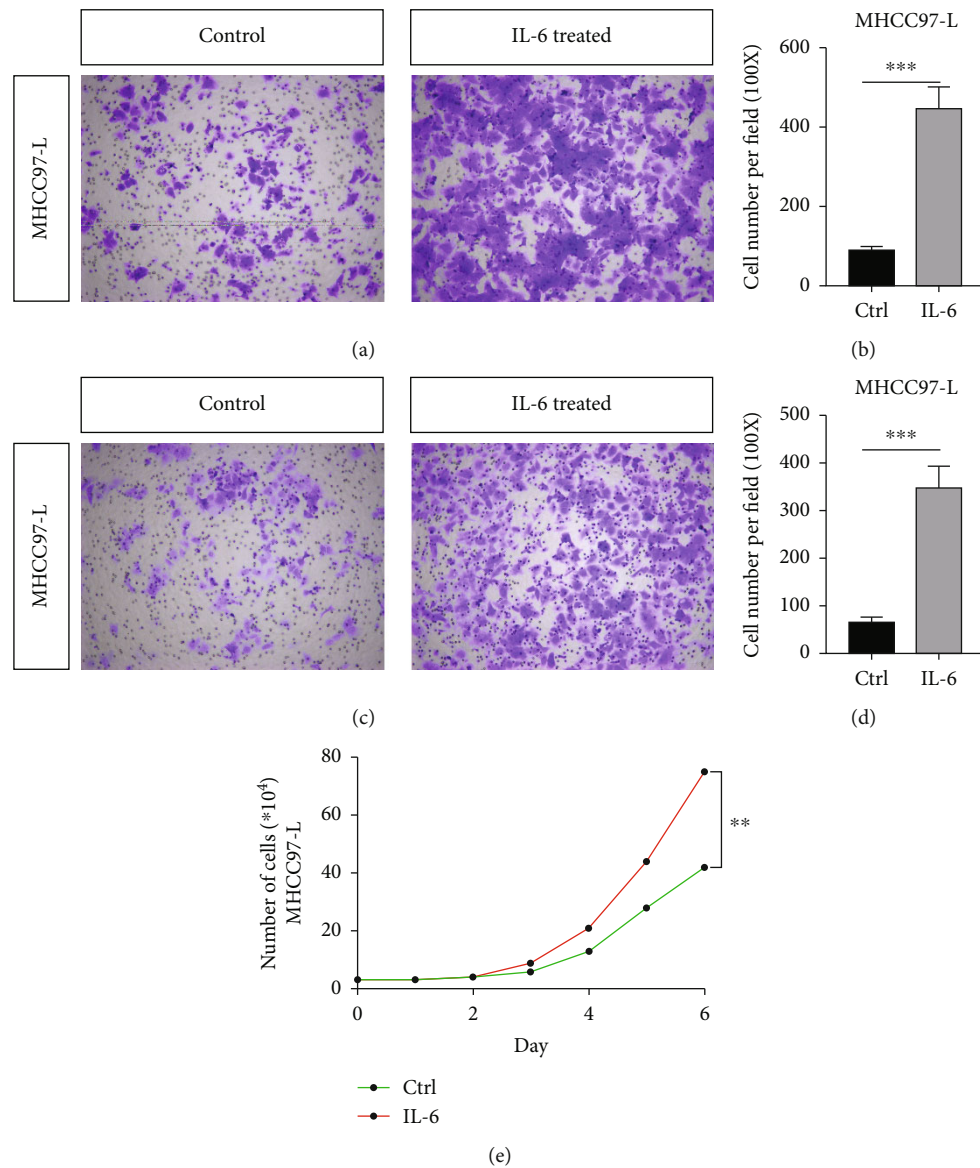 Control
IL-6 treated
MHCC97-L
(a)
MHCC97-L
Cell number per field (100X)
600
400
200
0
***
Ctrl
IL-6
(b)
Control
IL-6 treated
MHCC97-L
(c)
MHCC97-L
Cell number per field (100X)
500
400
300
200
100
0
***
Ctrl
IL-6
(d)
Number of cells (*10⁴)
MHCC97-L
80
60
40
20
0
**
0
2
4
6
Day
Ctrl
IL-6
(e)